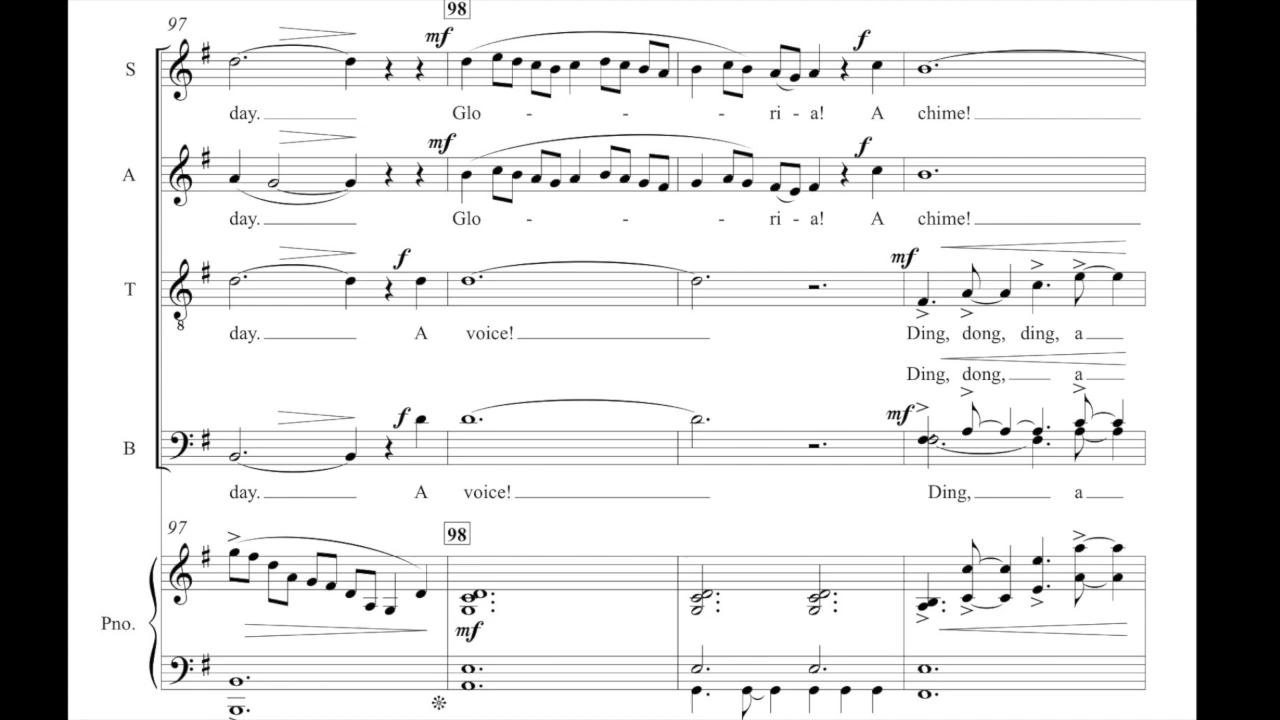 98
97
mf
f
S
day. Glo - - - ri - a! A chime!
mf
f
A
day. Glo - - - ri - a! A chime!
f
mf
T
8
day. A voice! Ding, dong, ding, a
Ding, dong, a
f
mf
B
day. A voice! Ding, a
97
98
Pno.
mf